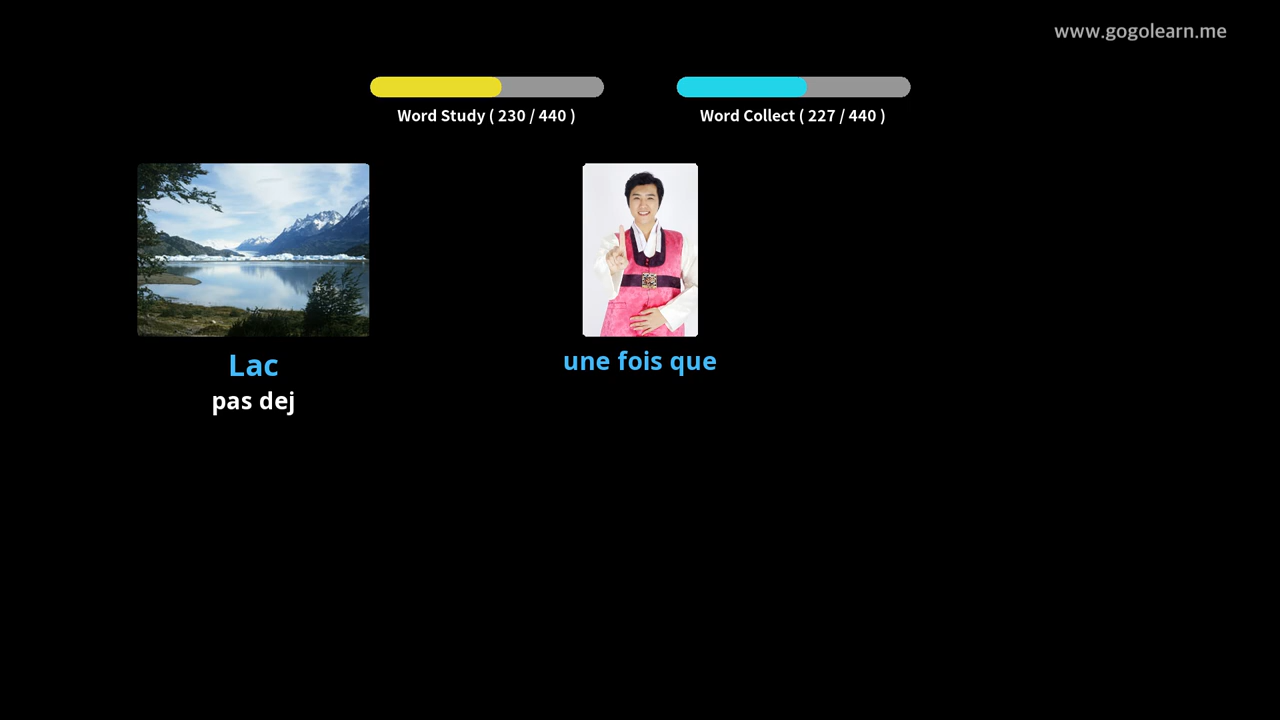 www.gogolearn.me
Word Study ( 230 / 440 )
Word Collect ( 227 / 440 )
Lac
pas dej
une fois que